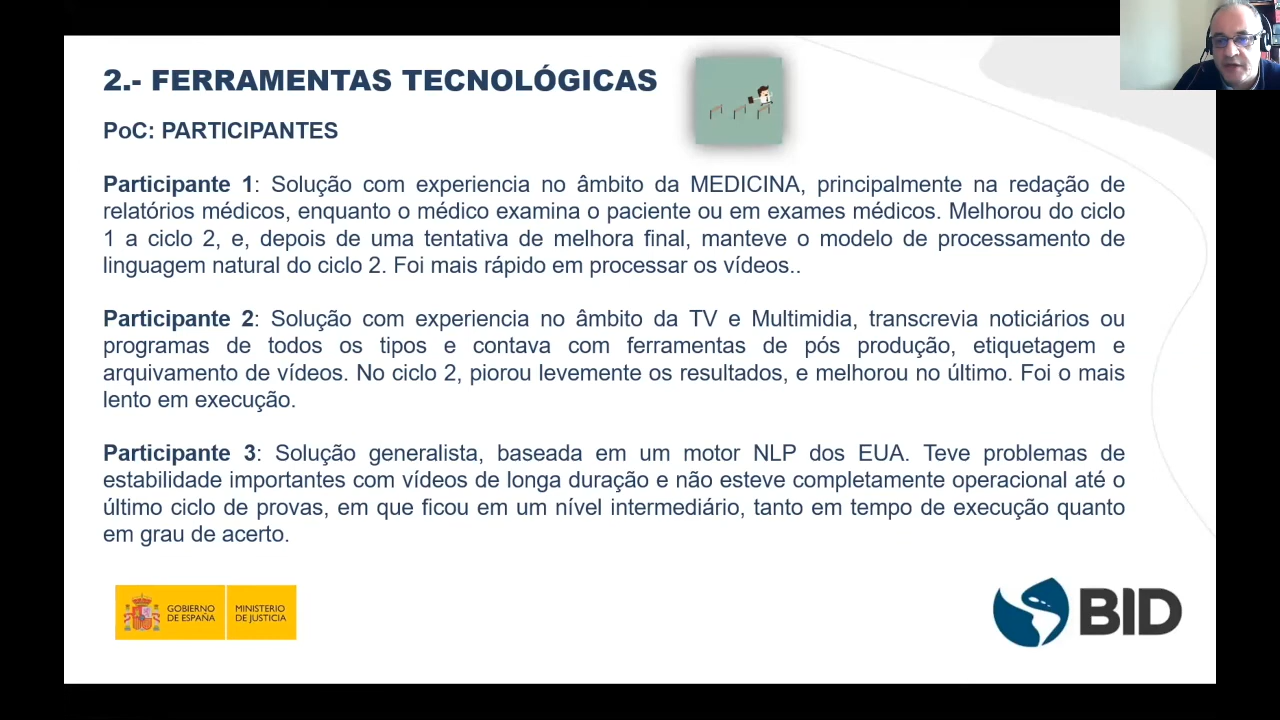 2.- FERRAMENTAS TECNOLÓGICAS
PoC: PARTICIPANTES
Participante 1: Solução com experiencia no âmbito da MEDICINA, principalmente na redação de
relatórios médicos, enquanto o médico examina o paciente ou em exames médicos. Melhorou do ciclo
1 a ciclo 2, e, depois de uma tentativa de melhora final, manteve o modelo de processamento de
linguagem natural do ciclo 2. Foi mais rápido em processar os vídeos..
Participante 2: Solução com experiencia no âmbito da TV e Multimidia, transcrevia noticiários ou
programas de todos os tipos e contava com ferramentas de pós produção, etiquetagem e
arquivamento de vídeos. No ciclo 2, piorou levemente os resultados, e melhorou no último. Foi o mais
lento em execução.
Participante 3: Solução generalista, baseada em um motor NLP dos EUA. Teve problemas de
estabilidade importantes com vídeos de longa duração e não esteve completamente operacional até o
último ciclo de provas, em que ficou em um nível intermediário, tanto em tempo de execução quanto
em grau de acerto.
GOBIERNO
DE ESPAÑA
MINISTERIO
DE JUSTICIA
BID